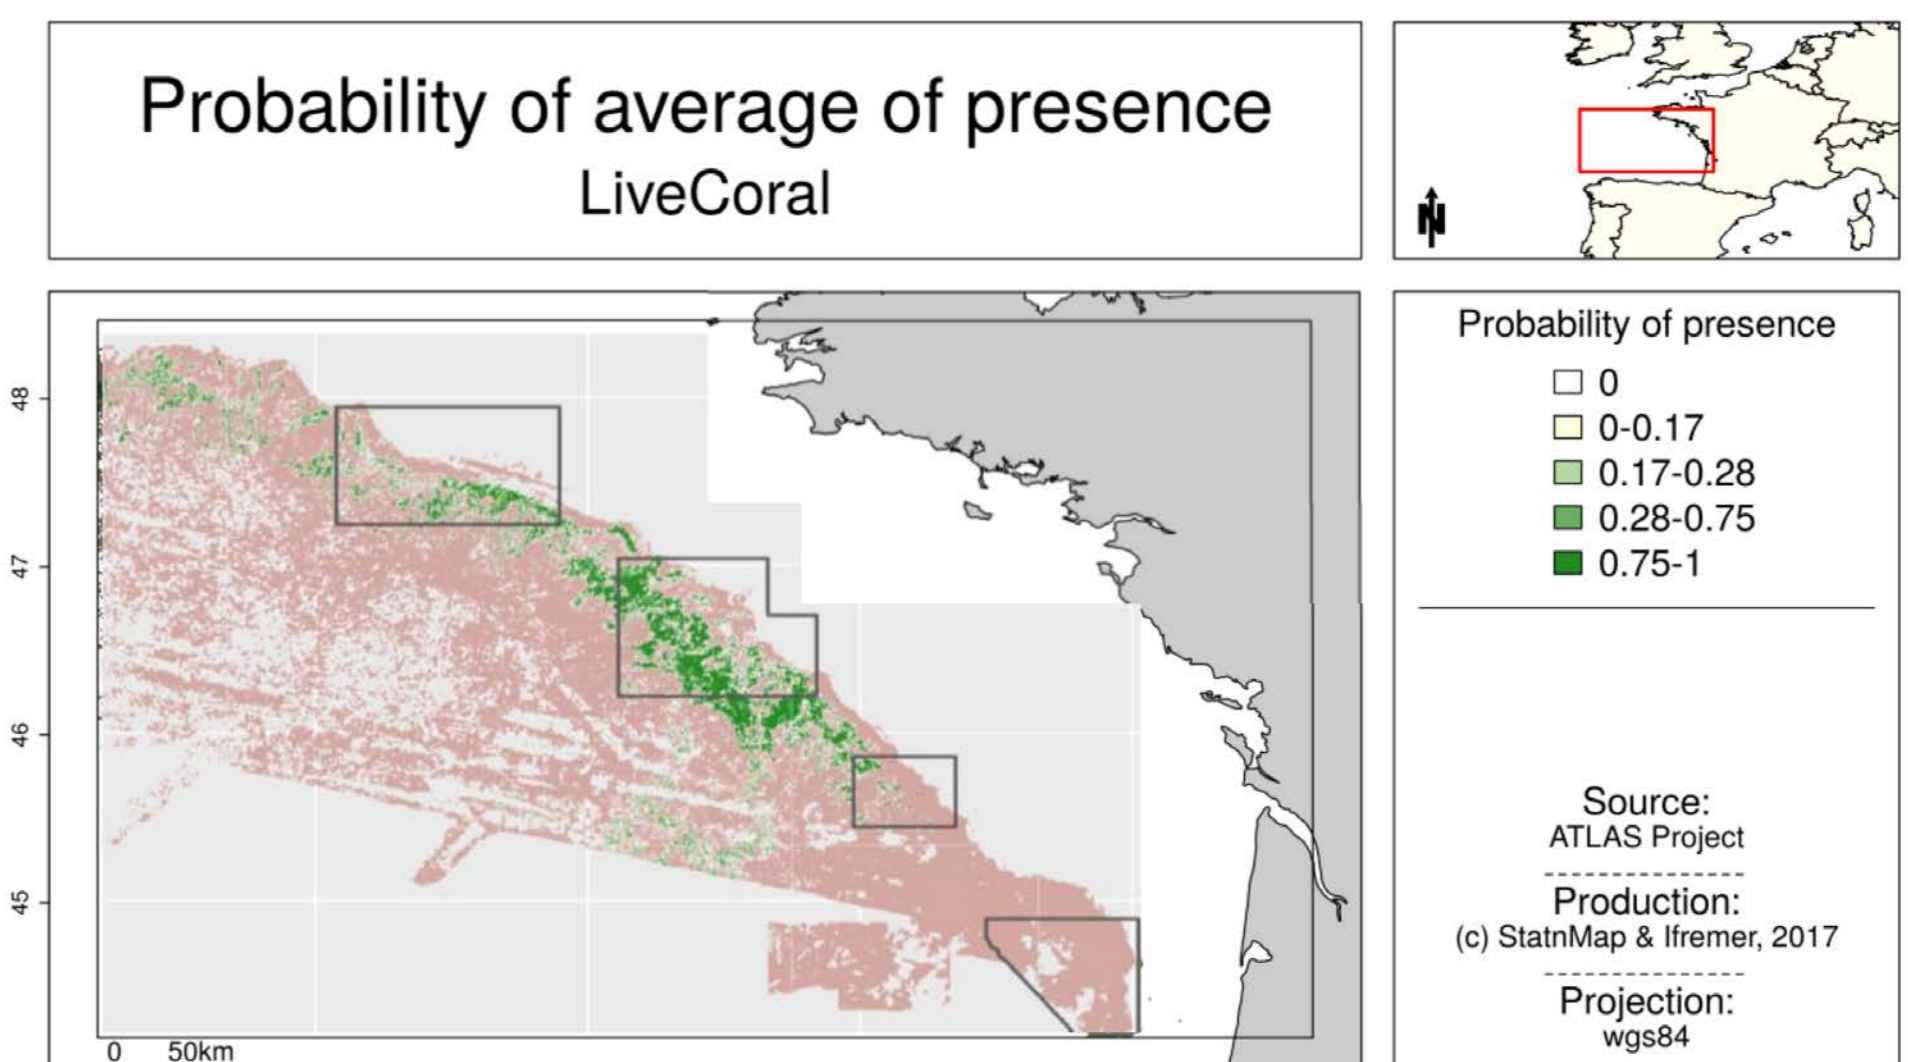 Probability of average of presence
LiveCoral
N
48
47
46
45
0 50km
Probability of presence
0
0-0.17
0.17-0.28
0.28-0.75
0.75-1
Source:
ATLAS Project
Production:
(c) StatnMap & Ifremer, 2017
Projection:
wgs84